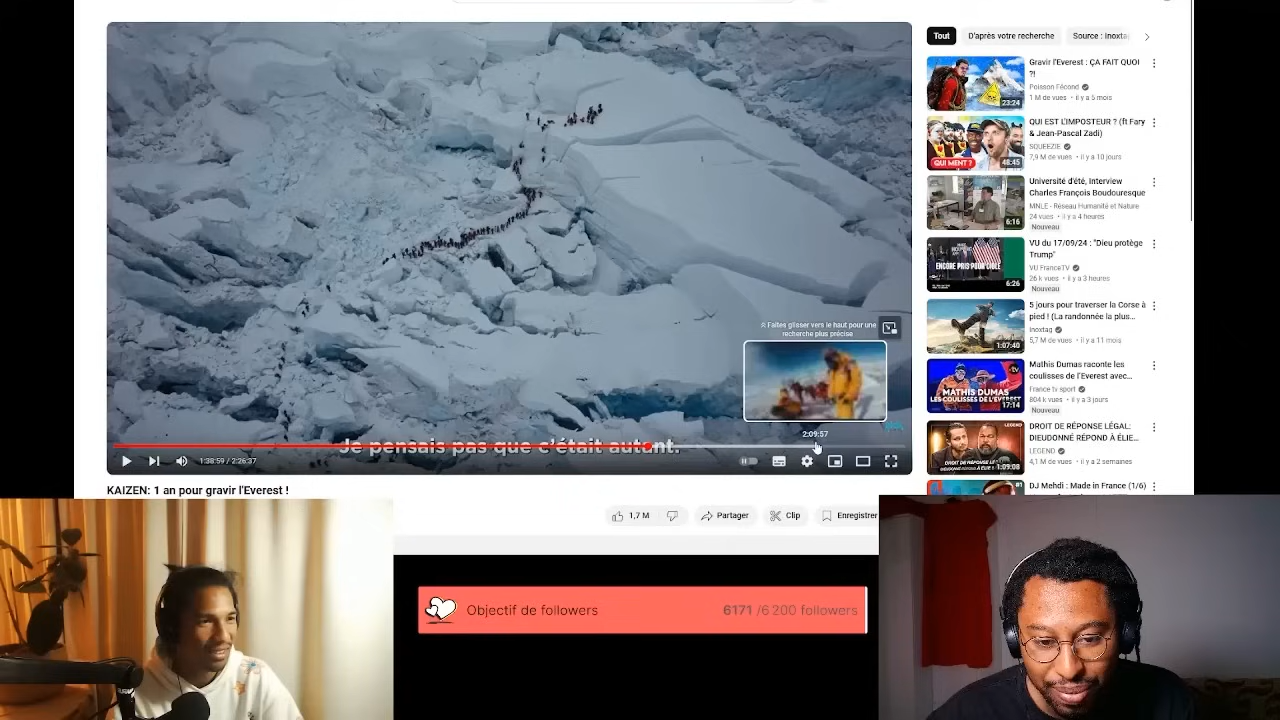 Tout
D'après votre recherche
Source : Inoxtag
Gravir l'Everest : ÇA FAIT QUOI
?!
Poisson Fécond
1 M de vues • il y a 5 mois
23:24
QUI EST L'IMPOSTEUR ? (ft Fary
& Jean-Pascal Zadi)
SQUEEZIE
7,9 M de vues • il y a 10 jours
QUI MENT ?
48:45
Université d'été, Interview
Charles François Boudouresque
MNLE - Réseau Humanité et Nature
24 vues • il y a 4 heures
Nouveau
6:16
VU du 17/09/24 : "Dieu protège
Trump"
VU FranceTV
26 k vues • il y a 3 heures
Nouveau
ENCORE PRIS POUR CIBLE
6:26
5 jours pour traverser la Corse à
pied ! (La randonnée la plus...
Inoxtag
5,7 M de vues • il y a 11 mois
1:07:40
Mathis Dumas raconte les
coulisses de l'Everest avec...
France tv sport
804 k vues • il y a 3 jours
Nouveau
MATHIS DUMAS
LES COULISSES DE L'EVEREST
17:14
DROIT DE RÉPONSE LÉGAL:
DIEUDONNÉ RÉPOND À ÉLIE...
LEGEND
4,1 M de vues • il y a 2 semaines
1:09:08
DJ Mehdi : Made in France (1/6)
Faites glisser vers le haut pour une
recherche plus précise
2:09:57
Je pensais pas que c'était autant.
1:38:59 / 2:26:37
KAIZEN: 1 an pour gravir l'Everest !
1,7 M
Partager
Clip
Enregistrer
Objectif de followers
6171 /6 200 followers